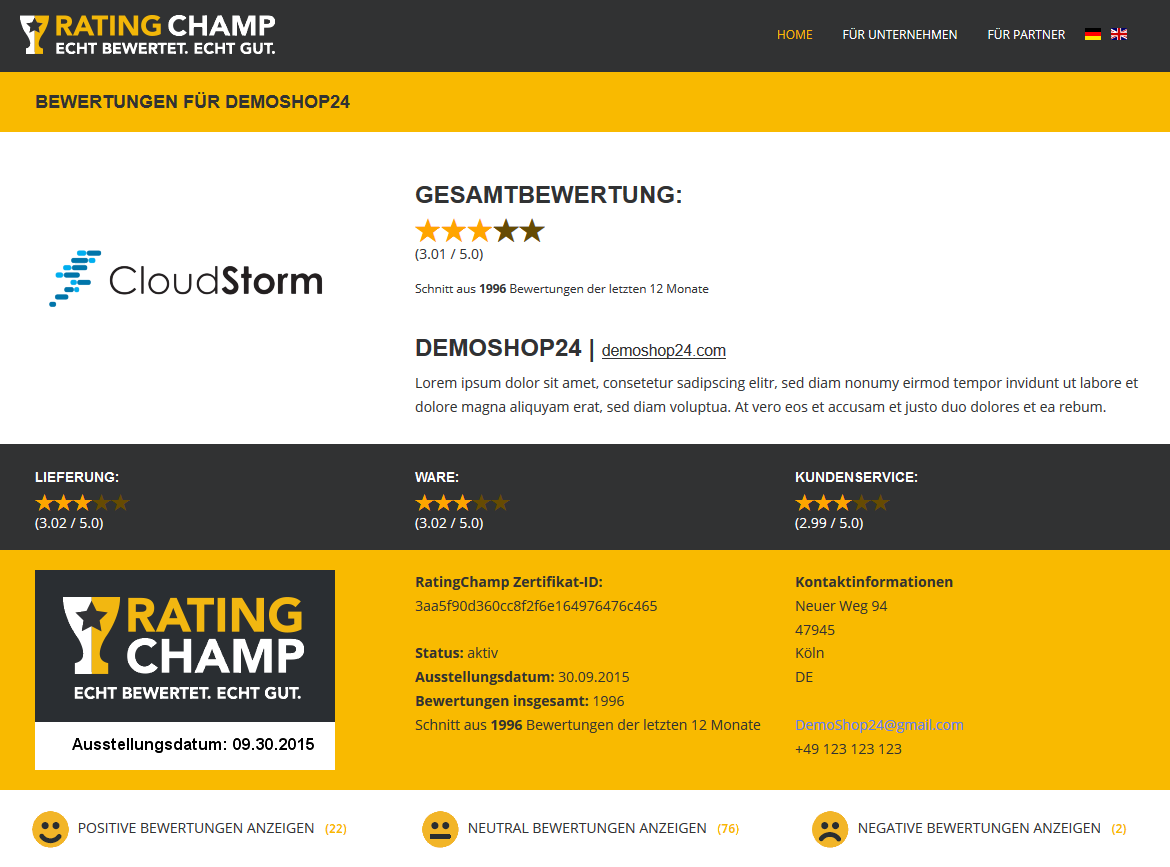 RATING CHAMP
ECHT BEWERTET. ECHT GUT.
HOME
FÜR UNTERNEHMEN
FÜR PARTNER
BEWERTUNGEN FÜR DEMOSHOP24
CloudStorm
GESAMTBEWERTUNG:
(3.01 / 5.0)
Schnitt aus 1996 Bewertungen der letzten 12 Monate
DEMOSHOP24 | demoshop24.com
Lorem ipsum dolor sit amet, consetetur sadipscing elitr, sed diam nonumy eirmod tempor invidunt ut labore et
dolore magna aliquyam erat, sed diam voluptua. At vero eos et accusam et justo duo dolores et ea rebum.
LIEFERUNG:
(3.02 / 5.0)
WARE:
(3.02 / 5.0)
KUNDENSERVICE:
(2.99 / 5.0)
RATING
CHAMP
ECHT BEWERTET. ECHT GUT.
Ausstellungsdatum: 09.30.2015
RatingChamp Zertifikat-ID:
3aa5f90d360cc8f2f6e164976476c465
Status: aktiv
Ausstellungsdatum: 30.09.2015
Bewertungen insgesamt: 1996
Schnitt aus 1996 Bewertungen der letzten 12 Monate
Kontaktinformationen
Neuer Weg 94
47945
Köln
DE
DemoShop24@gmail.com
+49 123 123 123
POSITIVE BEWERTUNGEN ANZEIGEN (22)
NEUTRAL BEWERTUNGEN ANZEIGEN (76)
NEGATIVE BEWERTUNGEN ANZEIGEN (2)